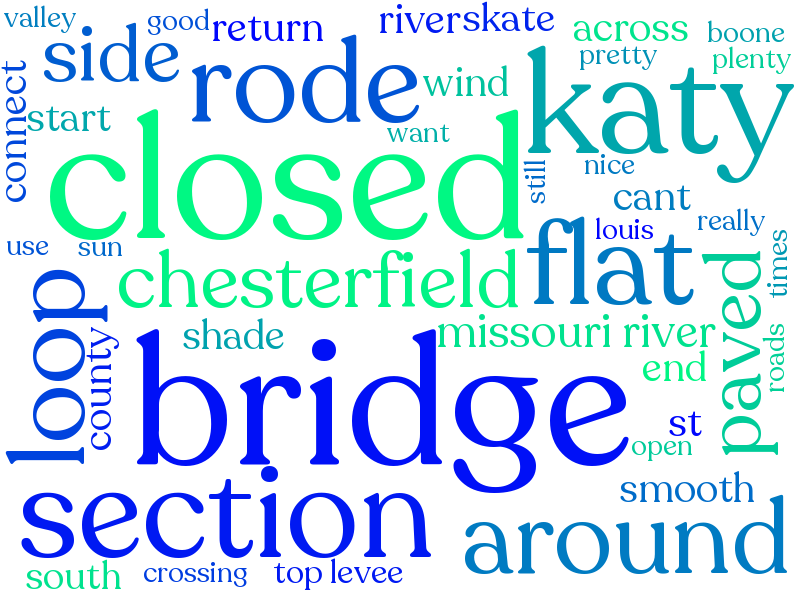 valley
good
return
river
skate
across
boone
pretty
plenty
side
rode
wind
katy
connect
start
want
closed
still
nice
cant
use
sun
louis
really
times
chesterfield
flat
loop
county
shade
missouri river
paved
roads
end
bridge
st
open
section
smooth
around
south
crossing
top levee